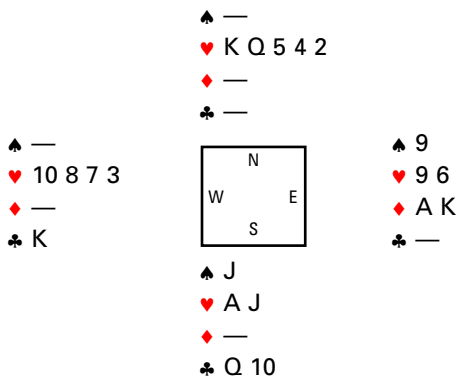 ♠ —
♥ K Q 5 4 2
♦ —
♣ —
♠ —
♥ 10 8 7 3
♦ —
♣ K
N
W E
S
♠ 9
♥ 9 6
♦ A K
♣ —
♠ J
♥ A J
♦ —
♣ Q 10